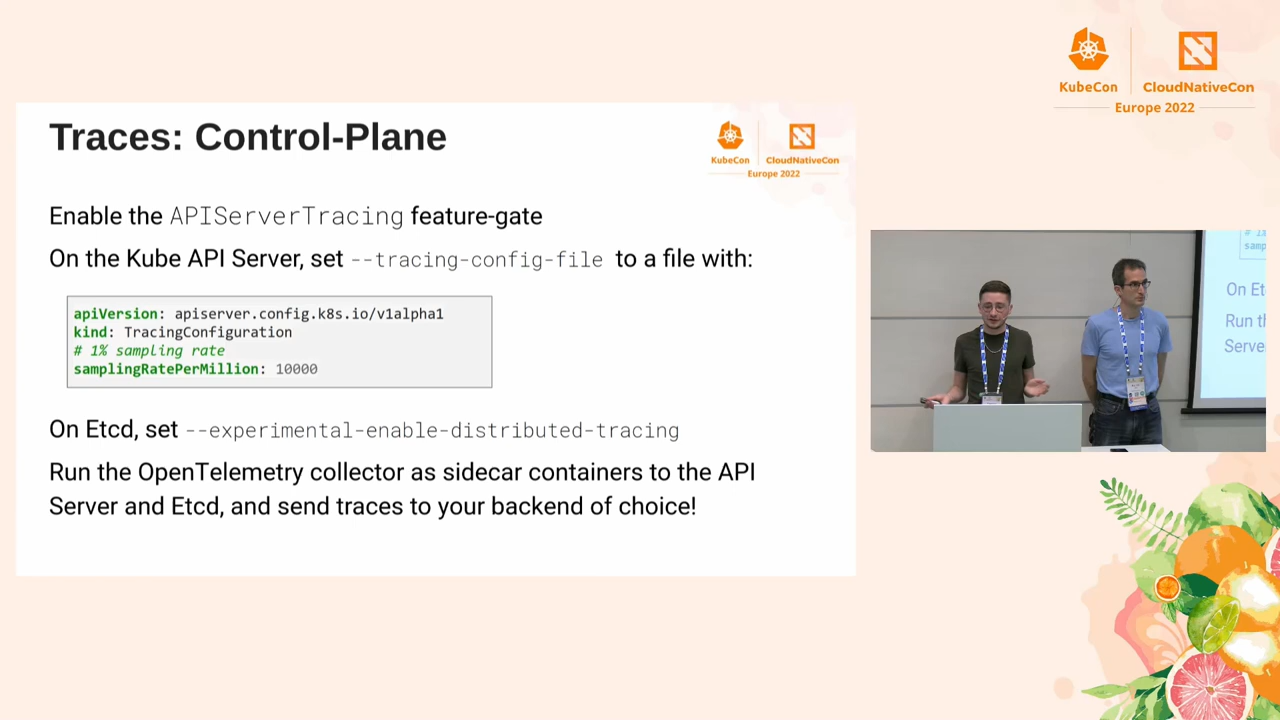 KubeCon
CloudNativeCon
Europe 2022
Traces: Control-Plane
KubeCon
CloudNativeCon
Europe 2022
Enable the APIServerTracing feature-gate
On the Kube API Server, set --tracing-config-file to a file with:
apiVersion: apiserver.config.k8s.io/v1alpha1
kind: TracingConfiguration
# 1% sampling rate
samplingRatePerMillion: 10000
On Etcd, set --experimental-enable-distributed-tracing
Run the OpenTelemetry collector as sidecar containers to the API
Server and Etcd, and send traces to your backend of choice!
samp
On Et
Run th
Serve